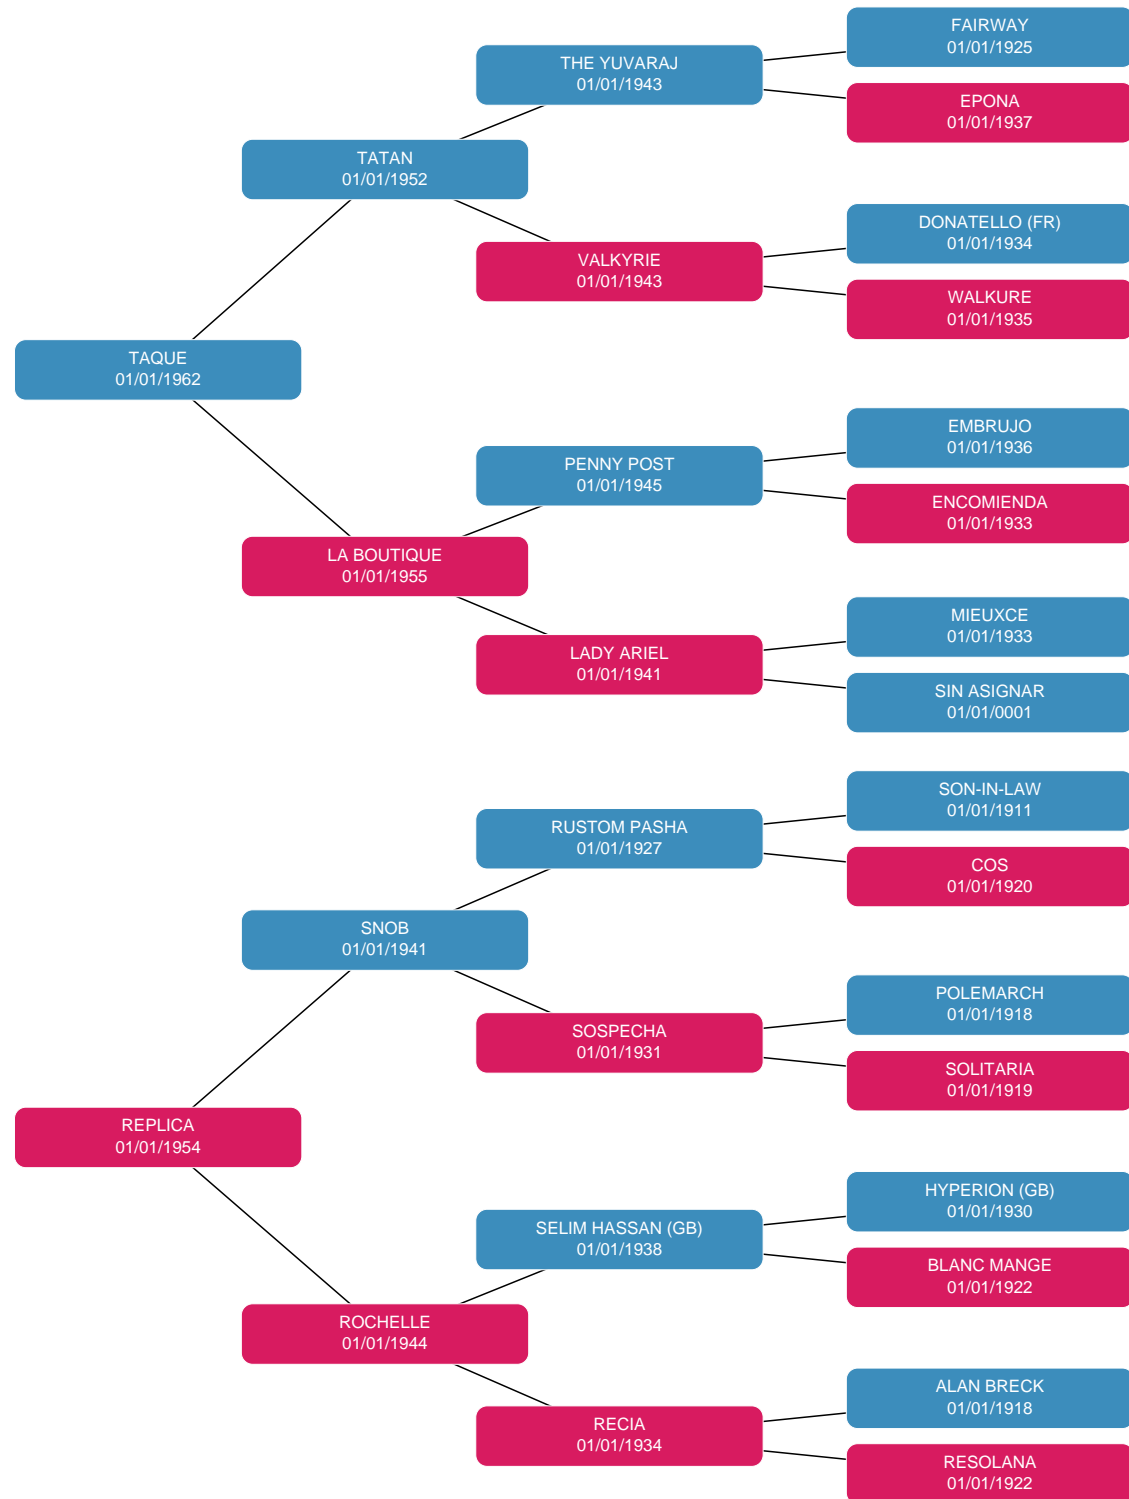 FAIRWAY
01/01/1925
THE YUVARAJ
01/01/1943
EPONA
01/01/1937
TATAN
01/01/1952
DONATELLO (FR)
01/01/1934
VALKYRIE
01/01/1943
WALKURE
01/01/1935
TAQUE
01/01/1962
EMBRUJO
01/01/1936
PENNY POST
01/01/1945
ENCOMIENDA
01/01/1933
LA BOUTIQUE
01/01/1955
MIEUXCE
01/01/1933
LADY ARIEL
01/01/1941
SIN ASIGNAR
01/01/0001
SON-IN-LAW
01/01/1911
RUSTOM PASHA
01/01/1927
COS
01/01/1920
SNOB
01/01/1941
POLEMARCH
01/01/1918
SOSPECHA
01/01/1931
SOLITARIA
01/01/1919
REPLICA
01/01/1954
HYPERION (GB)
01/01/1930
SELIM HASSAN (GB)
01/01/1938
BLANC MANGE
01/01/1922
ROCHELLE
01/01/1944
ALAN BRECK
01/01/1918
RECIA
01/01/1934
RESOLANA
01/01/1922